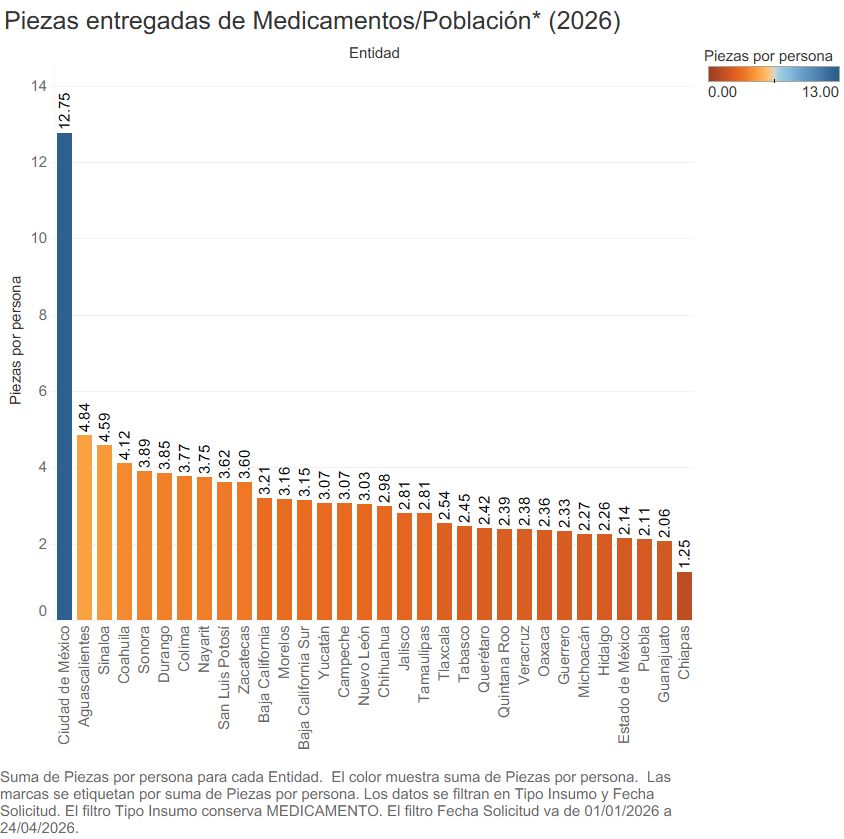 Piezas entregadas de Medicamentos/Población* (2026)
Entidad
Piezas por persona
0.00 13.00
Piezas por persona
14
12
10
8
6
4
2
0
12.75
4.84
4.59
4.12
3.89
3.85
3.77
3.75
3.62
3.60
3.21
3.16
3.15
3.07
3.07
3.03
2.98
2.81
2.81
2.54
2.45
2.42
2.39
2.38
2.36
2.33
2.27
2.26
2.14
2.11
2.06
1.25
Ciudad de México
Aguascalientes
Sinaloa
Coahuila
Sonora
Durango
Colima
Nayarit
San Luis Potosí
Zacatecas
Baja California
Morelos
Baja California Sur
Yucatán
Campeche
Nuevo León
Chihuahua
Jalisco
Tamaulipas
Tlaxcala
Tabasco
Querétaro
Quintana Roo
Veracruz
Oaxaca
Guerrero
Michoacán
Hidalgo
Estado de México
Puebla
Guanajuato
Chiapas
Suma de Piezas por persona para cada Entidad.  El color muestra suma de Piezas por persona.  Las
marcas se etiquetan por suma de Piezas por persona. Los datos se filtran en Tipo Insumo y Fecha
Solicitud. El filtro Tipo Insumo conserva MEDICAMENTO. El filtro Fecha Solicitud va de 01/01/2026 a
24/04/2026.